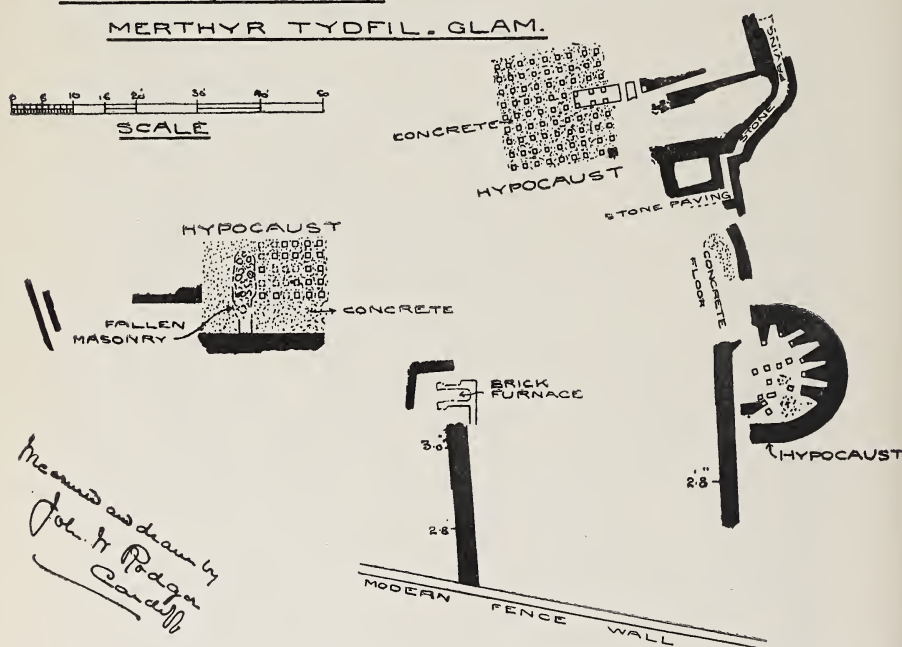 MERTHYR TYDFIL. GLAM.
0 5 10 15 20 30 40 50
SCALE
CONCRETE
HYPOCAUST
STONE
PAVING
STONE PAVING
HYPOCAUST
CONCRETE
FALLEN
MASONRY
CONCRETE
FLOOR
BRICK
FURNACE
3.0"
2.8
HYPOCAUST
2'.8"
MODERN FENCE WALL
Measured and drawn by
John. W Rodger
Cardiff